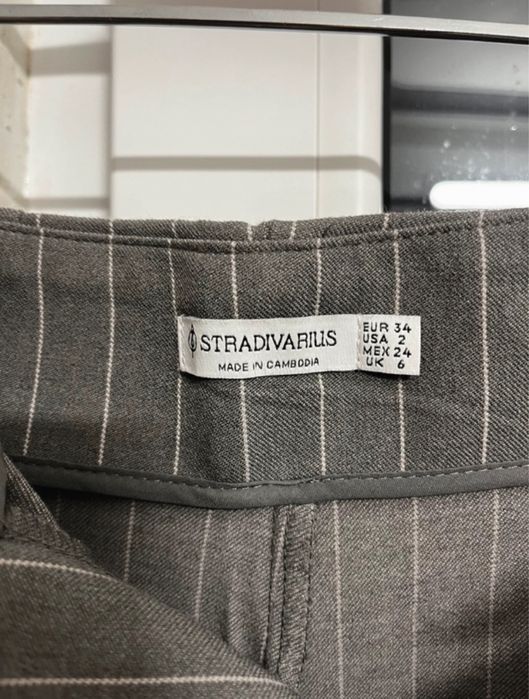 STRADIVARIUS
MADE IN CAMBODIA
EUR 34
USA 2
MEX 24
UK 6